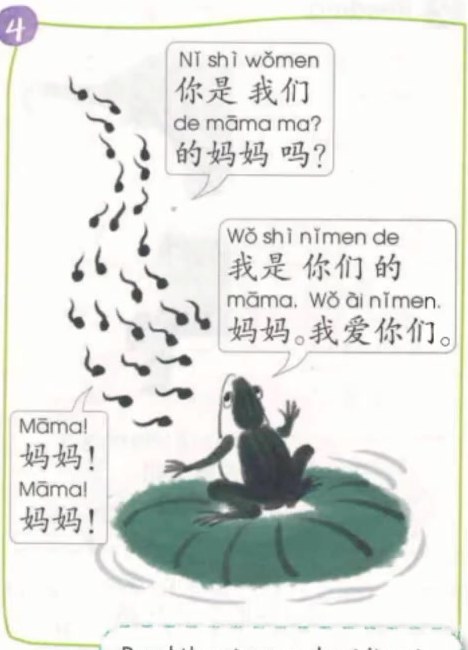 4
Nǐ shì wǒmen
你是 我们
de māma ma?
的妈妈 吗?
Wǒ shì nǐmen de
我是 你们 的
māma. Wǒ ài nǐmen.
妈妈。我爱你们。
Māma!
妈妈!
Māma!
妈妈!